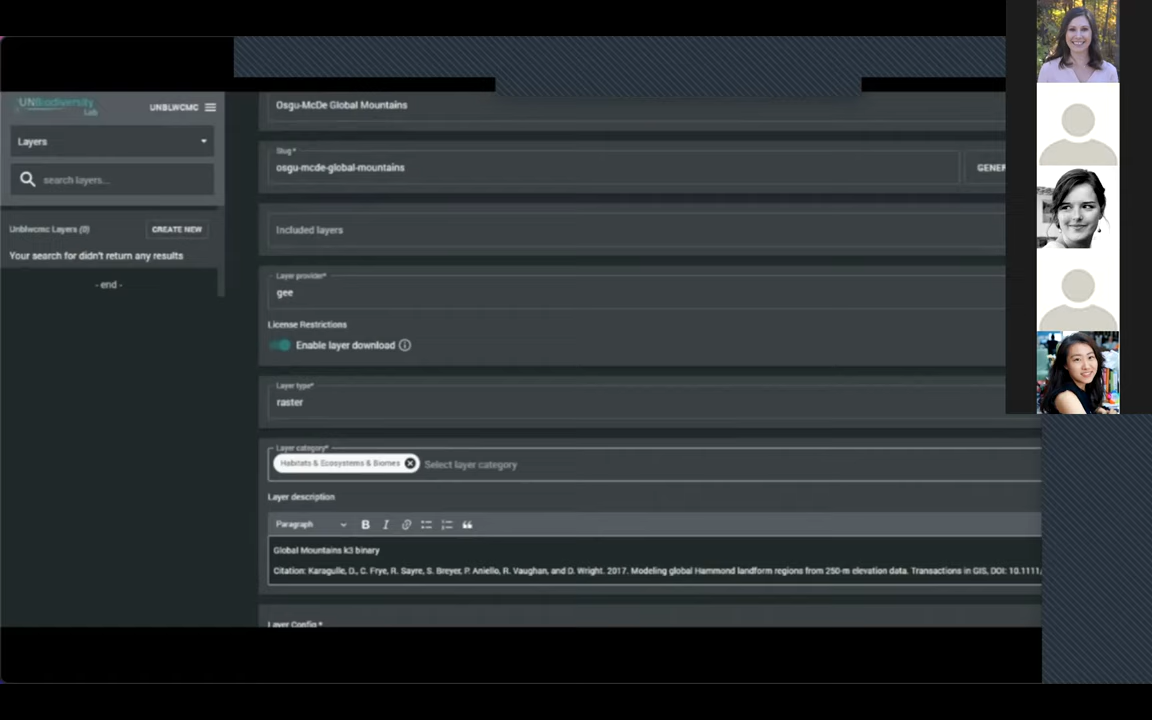 UNBiodiversity
Lab
UNBLWCMC
Layers
search layers...
Unblwcmc Layers (0)
CREATE NEW
Your search for didn't return any results
- end -
Osgu-McDe Global Mountains
Slug*
osgu-mcde-global-mountains
GENER
Included layers
Layer provider*
gee
License Restrictions
Enable layer download
Layer type*
raster
Layer category*
Habitats & Ecosystems & Biomes
Select layer category
Layer description
Paragraph
B I
Global Mountains k3 binary
Citation: Karagulle, D., C. Frye, R. Sayre, S. Breyer, P. Aniello, R. Vaughan, and D. Wright. 2017. Modeling global Hammond landform regions from 250-m elevation data. Transactions in GIS, DOI: 10.1111/
Layer Config *